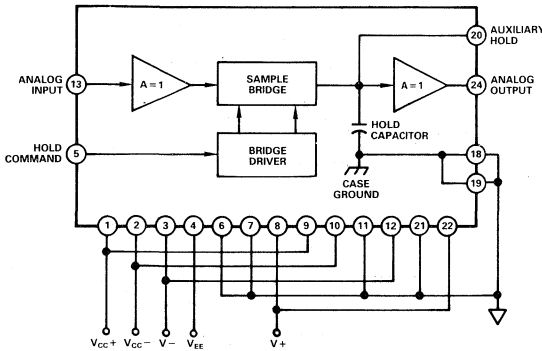 20 AUXILIARY
HOLD
ANALOG
INPUT
13
A = 1
SAMPLE
BRIDGE
A = 1
24
ANALOG
OUTPUT
HOLD
CAPACITOR
HOLD
COMMAND
5
BRIDGE
DRIVER
CASE
GROUND
18
19
1 2 3 4 6 7 8 9 10 11 12 21 22
VCC+ VCC− V− VEE V+